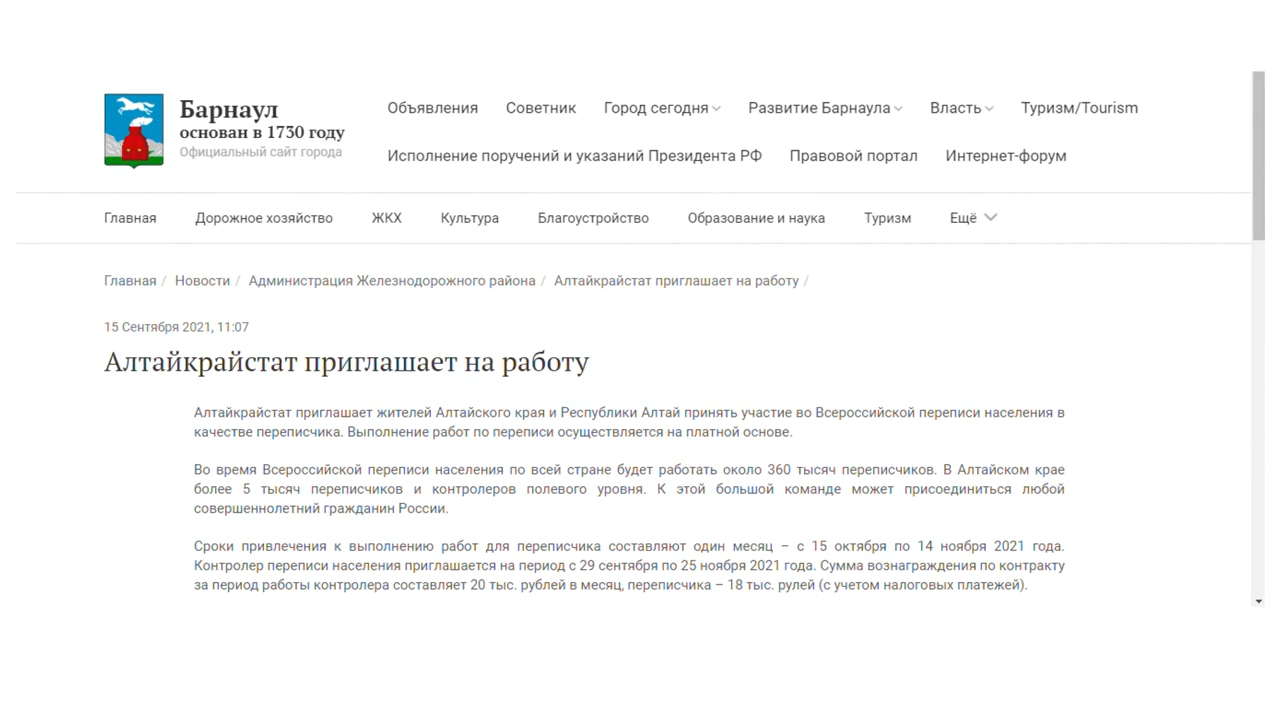 Барнаул
основан в 1730 году
Официальный сайт города
Объявления Советник Город сегодня Развитие Барнаула Власть Туризм/Tourism
Исполнение поручений и указаний Президента РФ Правовой портал Интернет-форум
Главная Дорожное хозяйство ЖКХ Культура Благоустройство Образование и наука Туризм Ещё
Главная / Новости / Администрация Железнодорожного района / Алтайкрайстат приглашает на работу /
15 Сентября 2021, 11:07
Алтайкрайстат приглашает на работу
Алтайкрайстат приглашает жителей Алтайского края и Республики Алтай принять участие во Всероссийской переписи населения в
качестве переписчика. Выполнение работ по переписи осуществляется на платной основе.
Во время Всероссийской переписи населения по всей стране будет работать около 360 тысяч переписчиков. В Алтайском крае
более 5 тысяч переписчиков и контролеров полевого уровня. К этой большой команде может присоединиться любой
совершеннолетний гражданин России.
Сроки привлечения к выполнению работ для переписчика составляют один месяц – с 15 октября по 14 ноября 2021 года.
Контролер переписи населения приглашается на период с 29 сентября по 25 ноября 2021 года. Сумма вознаграждения по контракту
за период работы контролера составляет 20 тыс. рублей в месяц, переписчика – 18 тыс. рулей (с учетом налоговых платежей).